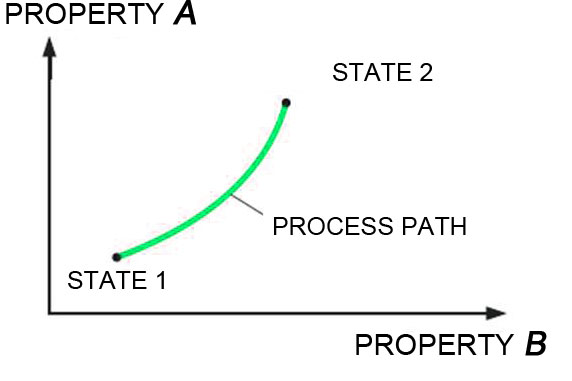 PROPERTY A
STATE 2
PROCESS PATH
STATE 1
PROPERTY B